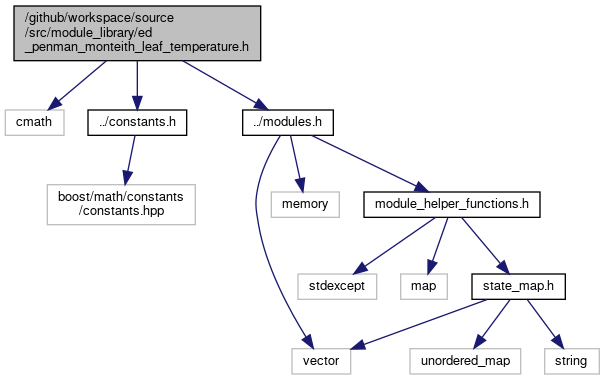 /github/workspace/source
/src/module_library/ed
_penman_monteith_leaf_temperature.h
cmath
../constants.h
../modules.h
boost/math/constants
/constants.hpp
memory
module_helper_functions.h
stdexcept
map
state_map.h
vector
unordered_map
string